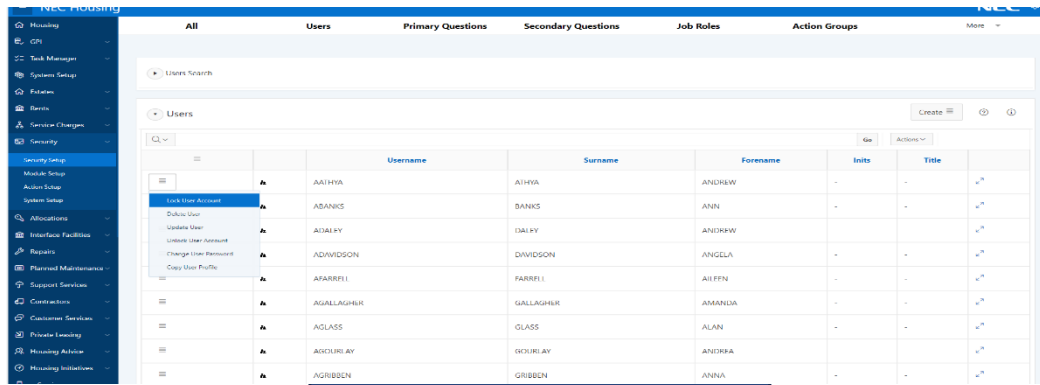 NEC Housing
NEC
Housing
All
Users
Primary Questions
Secondary Questions
Job Roles
Action Groups
More
GPI
Task Manager
System Setup
Users Search
Estates
Rents
Users
Create
Service Charges
Security
Go
Actions
Security Setup
Username
Surname
Forename
Inits
Title
Module Setup
Action Setup
AATHYA
ATHYA
ANDREW
-
-
System Setup
Lock User Account
ABANKS
BANKS
ANN
-
-
Allocations
Delete User
Update User
Interface Facilities
ADALEY
DALEY
ANDREW
Unlock User Account
Repairs
Change User Password
ADAVIDSON
DAVIDSON
ANGELA
-
-
Planned Maintenance
Copy User Profile
Support Services
AFARRELL
FARRELL
AILEEN
-
-
Contractors
AGALLAGHER
GALLAGHER
AMANDA
-
-
Customer Services
Private Leasing
AGLASS
GLASS
ALAN
-
-
Housing Advice
AGOURLAY
GOURLAY
ANDREA
-
-
Housing Initiatives
AGRIBBEN
GRIBBEN
ANNA
-
-